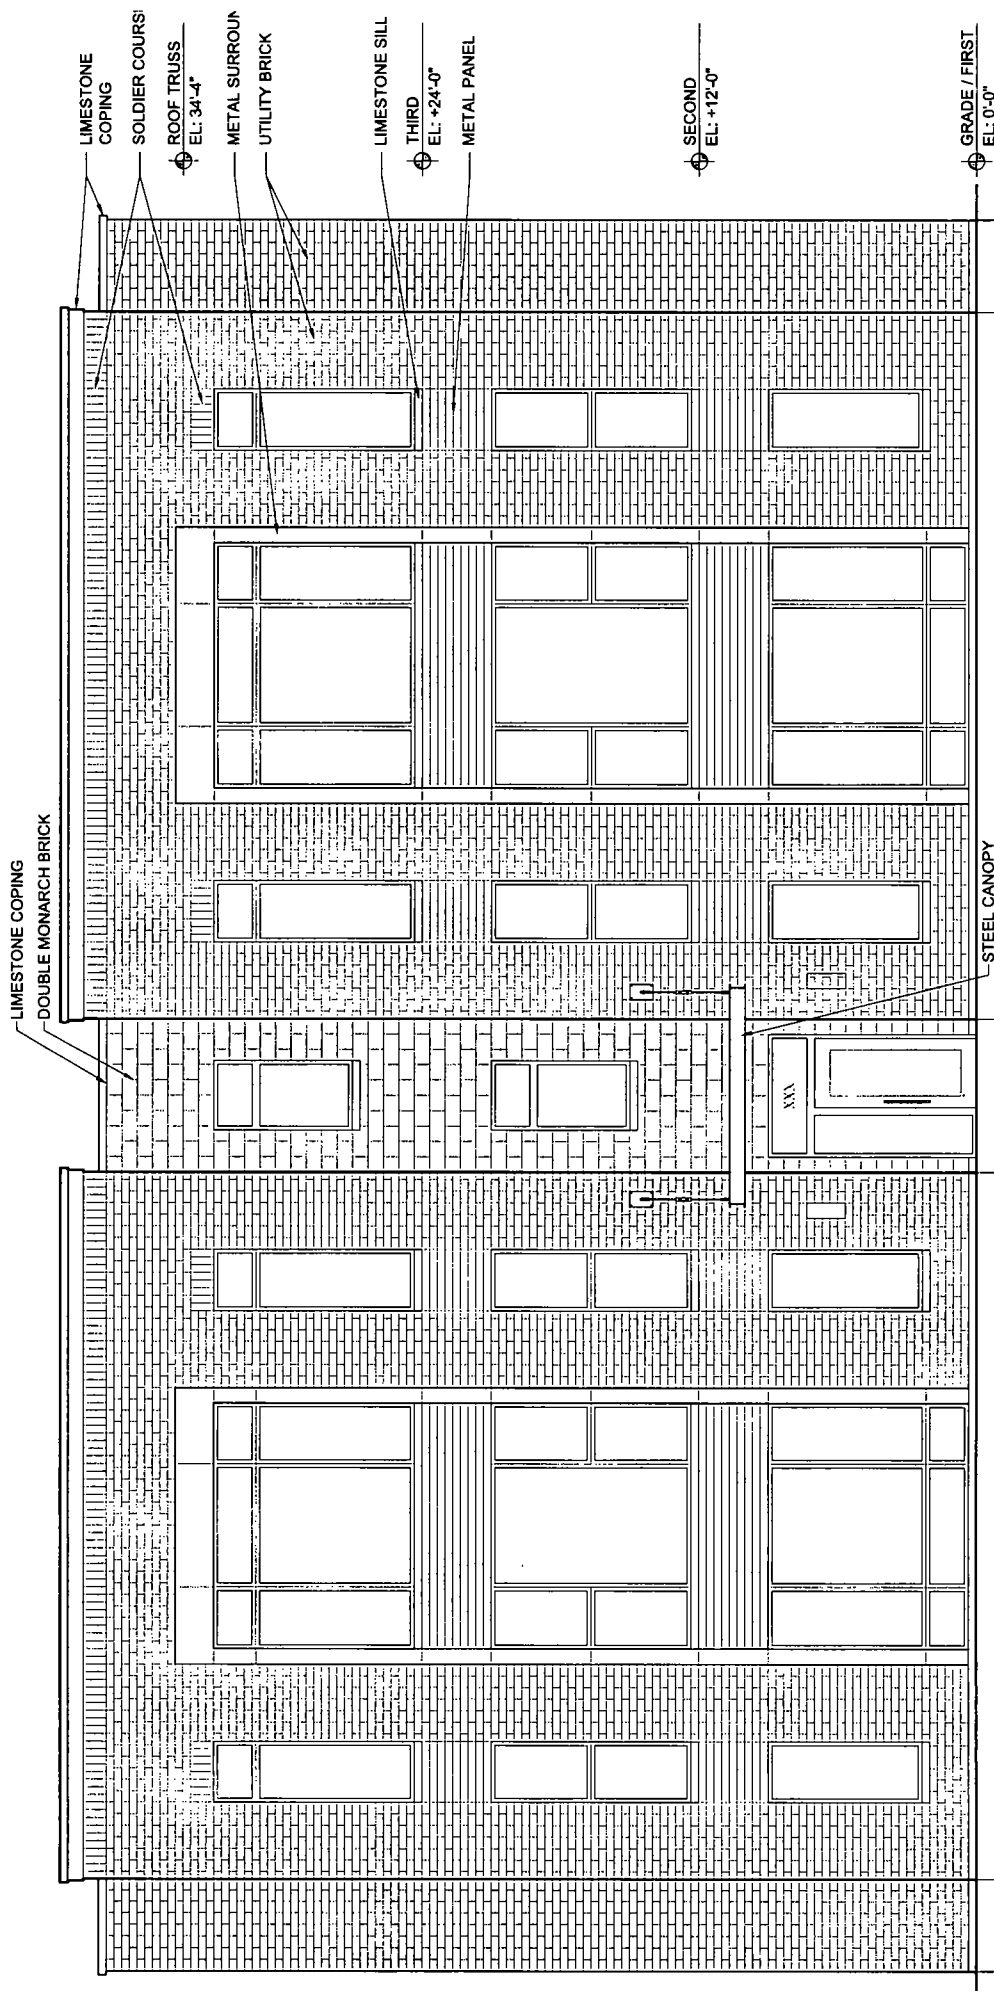 LIMESTONE COPING
DOUBLE MONARCH BRICK
LIMESTONE
COPING
SOLDIER COURS
ROOF TRUSS
EL: 34'-4"
METAL SURROUN
UTILITY BRICK
LIMESTONE SILL
THIRD
EL: +24'-0"
METAL PANEL
SECOND
EL: +12'-0"
GRADE / FIRST
EL: 0'-0"
XXX
STEEL CANOPY